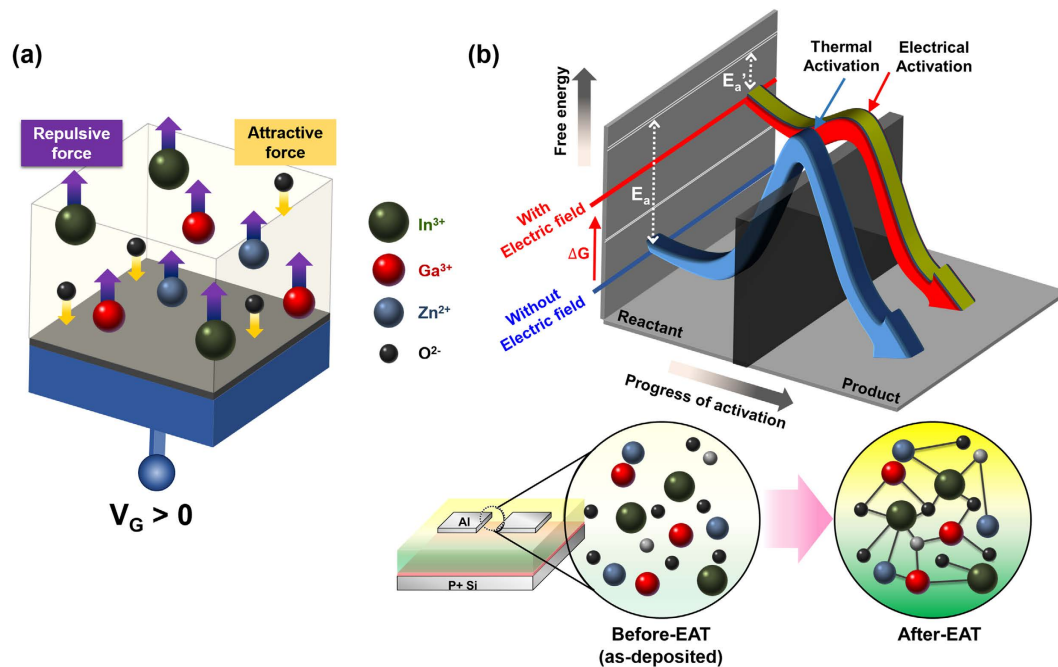 (a)
Repulsive
force
Attractive
force
In³⁺
Ga³⁺
Zn²⁺
O²⁻
V_G > 0
(b)
Free energy
Thermal
Activation
Electrical
Activation
Eₐ'
Eₐ
With
Electric field
ΔG
Without
Electric field
Reactant
Product
Progress of activation
Al
P+ Si
Before-EAT
(as-deposited)
After-EAT